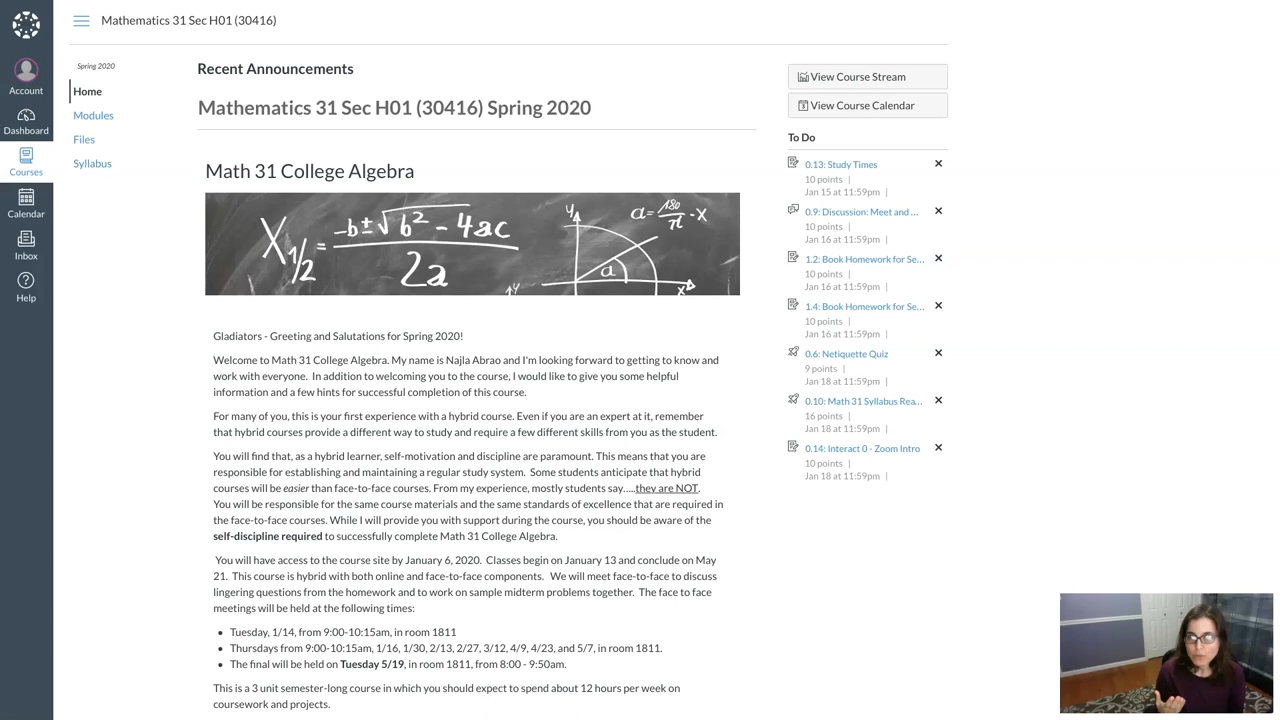 Mathematics 31 Sec H01 (30416)
Account
Dashboard
Courses
Calendar
Inbox
Help
Spring 2020
Home
Modules
Files
Syllabus
Recent Announcements
Mathematics 31 Sec H01 (30416) Spring 2020
Math 31 College Algebra
X1/2 = -b±√b² - 4ac
2a
y
a = 180/π · x
a
x
y
Gladiators - Greeting and Salutations for Spring 2020!
Welcome to Math 31 College Algebra. My name is Najla Abrao and I'm looking forward to getting to know and
work with everyone. In addition to welcoming you to the course, I would like to give you some helpful
information and a few hints for successful completion of this course.
For many of you, this is your first experience with a hybrid course. Even if you are an expert at it, remember
that hybrid courses provide a different way to study and require a few different skills from you as the student.
You will find that, as a hybrid learner, self-motivation and discipline are paramount. This means that you are
responsible for establishing and maintaining a regular study system. Some students anticipate that hybrid
courses will be easier than face-to-face courses. From my experience, mostly students say.....they are NOT.
You will be responsible for the same course materials and the same standards of excellence that are required in
the face-to-face courses. While I will provide you with support during the course, you should be aware of the
self-discipline required to successfully complete Math 31 College Algebra.
You will have access to the course site by January 6, 2020. Classes begin on January 13 and conclude on May
21. This course is hybrid with both online and face-to-face components. We will meet face-to-face to discuss
lingering questions from the homework and to work on sample midterm problems together. The face to face
meetings will be held at the following times:
• Tuesday, 1/14, from 9:00-10:15am, in room 1811
• Thursdays from 9:00-10:15am, 1/16, 1/30, 2/13, 2/27, 3/12, 4/9, 4/23, and 5/7, in room 1811.
• The final will be held on Tuesday 5/19, in room 1811, from 8:00 - 9:50am.
This is a 3 unit semester-long course in which you should expect to spend about 12 hours per week on
coursework and projects.
View Course Stream
View Course Calendar
To Do
0.13: Study Times
10 points |
Jan 15 at 11:59pm |
0.9: Discussion: Meet and ...
10 points |
Jan 16 at 11:59pm |
1.2: Book Homework for Se...
10 points |
Jan 16 at 11:59pm |
1.4: Book Homework for Se...
10 points |
Jan 16 at 11:59pm |
0.6: Netiquette Quiz
9 points |
Jan 18 at 11:59pm |
0.10: Math 31 Syllabus Rea...
16 points |
Jan 18 at 11:59pm |
0.14: Interact 0 - Zoom Intro
10 points |
Jan 18 at 11:59pm |